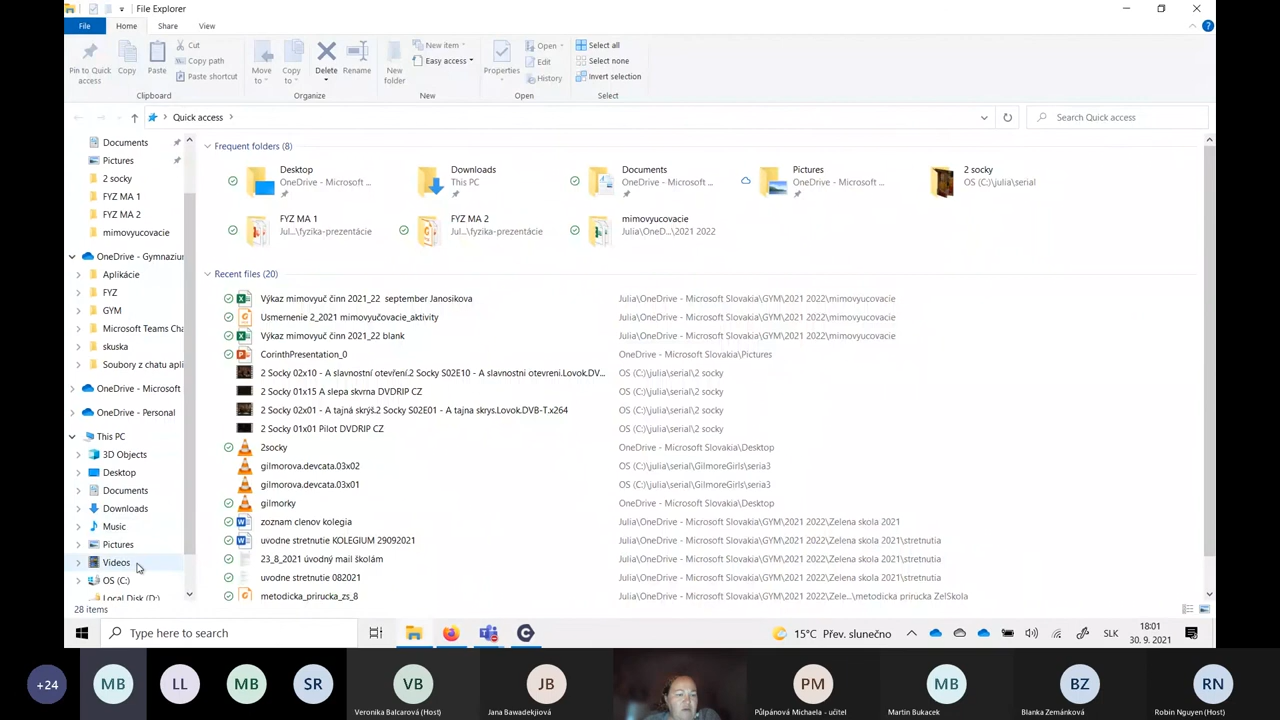 File Explorer
File Home Share View
Pin to Quick access
Copy
Paste
Cut
Copy path
Paste shortcut
Move to
Copy to
Delete
Rename
New folder
New item
Easy access
Properties
Open
Edit
History
Select all
Select none
Invert selection
Clipboard Organize New Open Select
Quick access
Search Quick access
Documents
Pictures
2 socky
FYZ MA 1
FYZ MA 2
mimovyucovacie
OneDrive - Gymnaziun
Aplikácie
FYZ
GYM
Microsoft Teams Cha
skuska
Soubory z chatu apli
OneDrive - Microsoft
OneDrive - Personal
This PC
3D Objects
Desktop
Documents
Downloads
Music
Pictures
Videos
OS (C:)
Local Disk (D:)
Frequent folders (8)
Desktop
OneDrive - Microsoft ...
Downloads
This PC
Documents
OneDrive - Microsoft ...
Pictures
OneDrive - Microsoft ...
2 socky
OS (C:)\julia\serial
FYZ MA 1
Jul...\fyzika-prezentácie
FYZ MA 2
Jul...\fyzika-prezentácie
mimovyucovacie
Julia\OneD...\2021 2022
Recent files (20)
Výkaz mimovyuč činn 2021_22 september Janosikova Julia\OneDrive - Microsoft Slovakia\GYM\2021 2022\mimovyucovacie
Usmernenie 2_2021 mimovyučovacie_aktivity Julia\OneDrive - Microsoft Slovakia\GYM\2021 2022\mimovyucovacie
Výkaz mimovyuč činn 2021_22 blank Julia\OneDrive - Microsoft Slovakia\GYM\2021 2022\mimovyucovacie
CorinthPresentation_0 OneDrive - Microsoft Slovakia\Pictures
2 Socky 02x10 - A slavnostní otevření.2 Socky S02E10 - A slavnostni otevreni.Lovok.DV... OS (C:)\julia\serial\2 socky
2 Socky 01x15 A slepa skvrna DVDRIP CZ OS (C:)\julia\serial\2 socky
2 Socky 02x01 - A tajná skrýš.2 Socky S02E01 - A tajna skrys.Lovok.DVB-T.x264 OS (C:)\julia\serial\2 socky
2 Socky 01x01 Pilot DVDRIP CZ OS (C:)\julia\serial\2 socky
2socky OneDrive - Microsoft Slovakia\Desktop
gilmorova.devcata.03x02 OS (C:)\julia\serial\GilmoreGirls\seria3
gilmorova.devcata.03x01 OS (C:)\julia\serial\GilmoreGirls\seria3
gilmorky OneDrive - Microsoft Slovakia\Desktop
zoznam clenov kolegia Julia\OneDrive - Microsoft Slovakia\GYM\2021 2022\Zelena skola 2021
uvodne stretnutie KOLEGIUM 29092021 Julia\OneDrive - Microsoft Slovakia\GYM\2021 2022\Zelena skola 2021\stretnutia
23_8_2021 úvodný mail školám Julia\OneDrive - Microsoft Slovakia\GYM\2021 2022\Zelena skola 2021\stretnutia
uvodne stretnutie 082021 Julia\OneDrive - Microsoft Slovakia\GYM\2021 2022\Zelena skola 2021\stretnutia
metodicka_prirucka_zs_8 Julia\OneDrive - Microsoft Slovakia\GYM\2021 2022\Zele...\metodicka prirucka ZelSkola
28 items
Type here to search
15°C Přev. slunečno
SLK
18:01
30. 9. 2021
+24 MB LL MB SR VB JB PM MB BZ RN
Veronika Balcarová (Host) Jana Bawadekjiová Půlpánová Michaela - učitel Martin Bukacek Blanka Zemánková Robin Nguyen (Host)